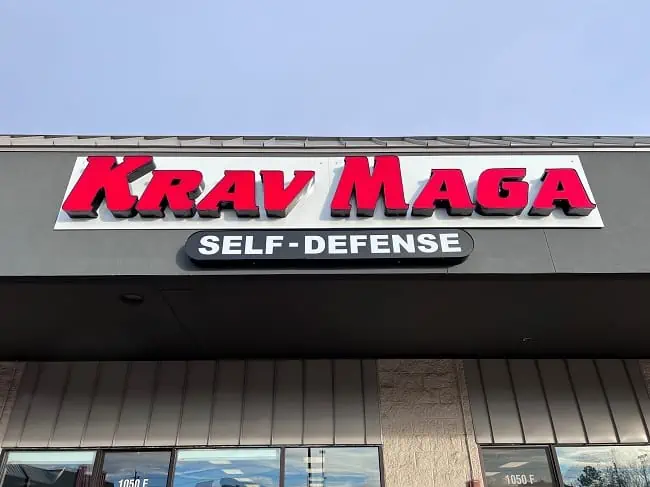 KRAV MAGA
SELF-DEFENSE
1050 F
1050 F